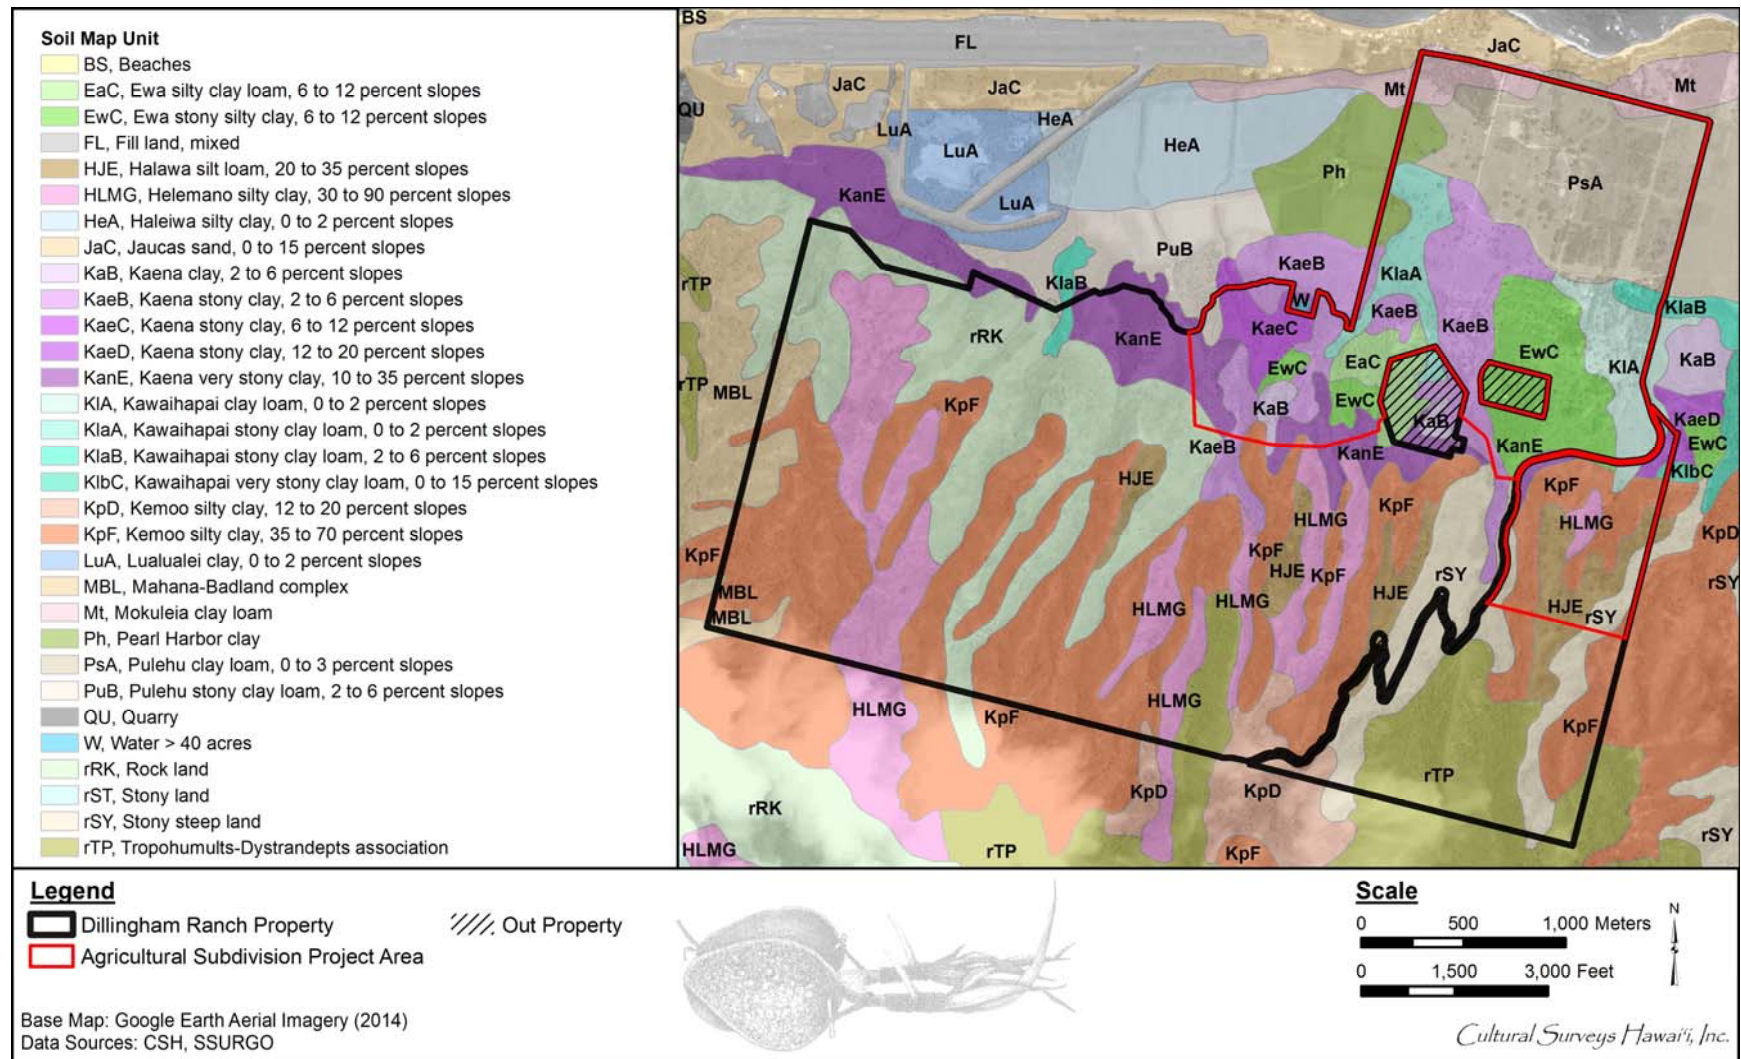 Soil Map Unit
BS, Beaches
EaC, Ewa silty clay loam, 6 to 12 percent slopes
EwC, Ewa stony silty clay, 6 to 12 percent slopes
FL, Fill land, mixed
HJE, Halawa silt loam, 20 to 35 percent slopes
HLMG, Helemano silty clay, 30 to 90 percent slopes
HeA, Haleiwa silty clay, 0 to 2 percent slopes
JaC, Jaucas sand, 0 to 15 percent slopes
KaB, Kaena clay, 2 to 6 percent slopes
KaeB, Kaena stony clay, 2 to 6 percent slopes
KaeC, Kaena stony clay, 6 to 12 percent slopes
KaeD, Kaena stony clay, 12 to 20 percent slopes
KanE, Kaena very stony clay, 10 to 35 percent slopes
KIA, Kawaihapai clay loam, 0 to 2 percent slopes
KlaA, Kawaihapai stony clay loam, 0 to 2 percent slopes
KlaB, Kawaihapai stony clay loam, 2 to 6 percent slopes
KlbC, Kawaihapai very stony clay loam, 0 to 15 percent slopes
KpD, Kemoo silty clay, 12 to 20 percent slopes
KpF, Kemoo silty clay, 35 to 70 percent slopes
LuA, Lualualei clay, 0 to 2 percent slopes
MBL, Mahana-Badland complex
Mt, Mokuleia clay loam
Ph, Pearl Harbor clay
PsA, Pulehu clay loam, 0 to 3 percent slopes
PuB, Pulehu stony clay loam, 2 to 6 percent slopes
QU, Quarry
W, Water > 40 acres
rRK, Rock land
rST, Stony land
rSY, Stony steep land
rTP, Tropohumults-Dystrandepts association
BS
FL
JaC
JaC
JaC
Mt
Mt
QU
LuA
HeA
LuA
HeA
Ph
PsA
LuA
KanE
PuB
KaeB
KlaA
rTP
KlaB
W
KaeB
KaeB
KlaB
rRK
KanE
KaeC
EwC
EaC
EwC
KIA
KaB
rTP
MBL
KpF
KaB
EwC
KaB
KaeD
KaeB
KanE
KanE
EwC
HJE
KpF
KpF
KlbC
HLMG
HLMG
KpD
KpF
KpF
HJE
KpF
rSY
rSY
MBL
MBL
HLMG
HLMG
HJE
HJE
rSY
HLMG
HLMG
KpF
KpF
rRK
KpD
KpD
rTP
HLMG
rTP
KpF
rSY
Legend
Dillingham Ranch Property
Out Property
Agricultural Subdivision Project Area
Base Map: Google Earth Aerial Imagery (2014)
Data Sources: CSH, SSURGO
Scale
0 500 1,000 Meters
0 1,500 3,000 Feet
N
Cultural Surveys Hawai‘i, Inc.